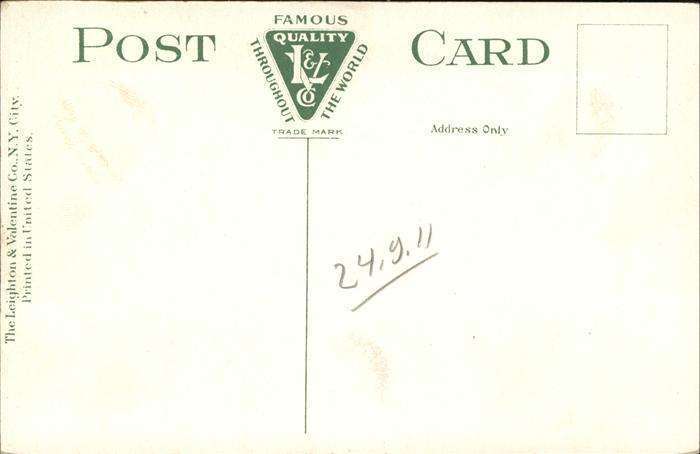 POST CARD
FAMOUS
QUALITY
L&V
Co
THROUGHOUT
THE WORLD
TRADE MARK
Address Only
24.9.11
The Leighton & Valentine Co., N.Y. City.
Printed in United States.